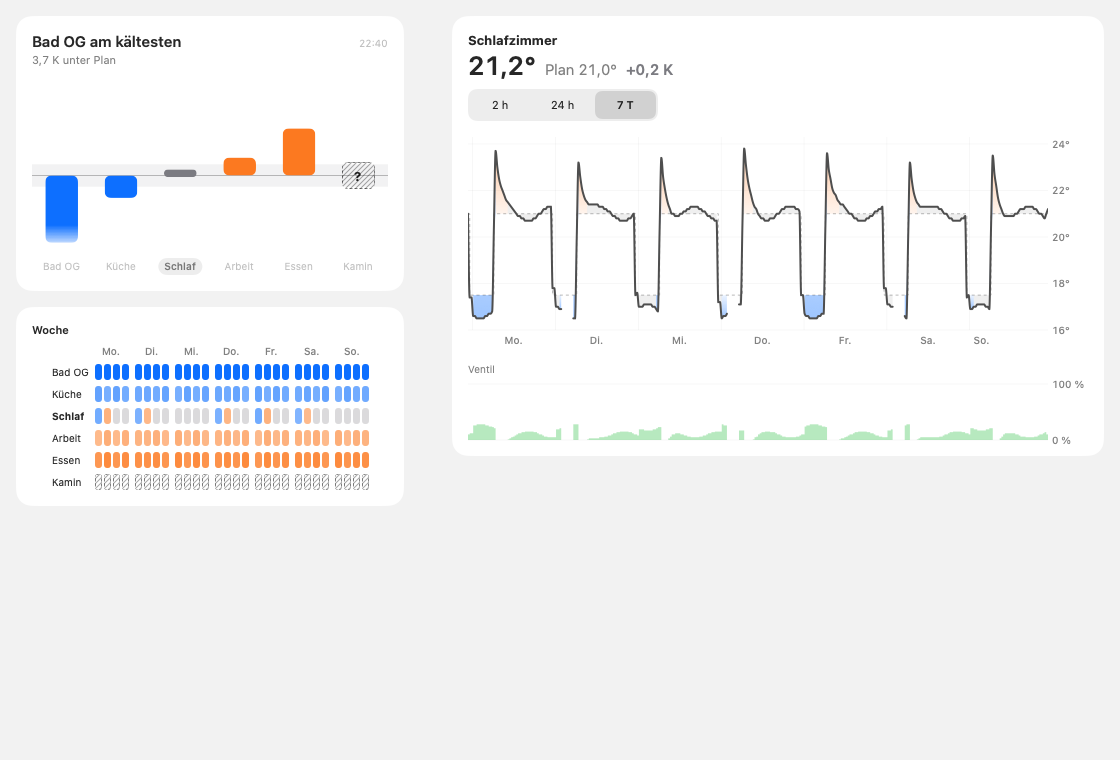 Bad OG am kältesten
22:40
3,7 K unter Plan
?
Bad OG Küche Schlaf Arbeit Essen Kamin
Woche
Mo. Di. Mi. Do. Fr. Sa. So.
Bad OG
Küche
Schlaf
Arbeit
Essen
Kamin
Schlafzimmer
21,2° Plan 21,0° +0,2 K
2 h 24 h 7 T
24°
22°
20°
18°
16°
Mo. Di. Mi. Do. Fr. Sa. So.
Ventil
100 %
0 %